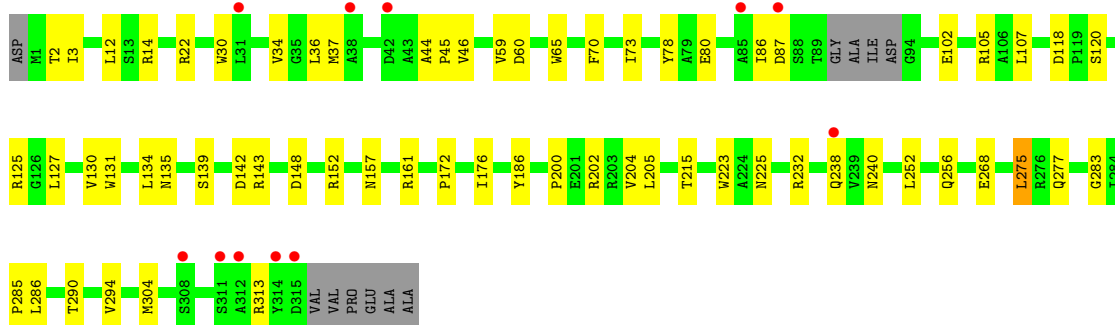 ASP M1 T2 I3 L12 S13 R14 R22 W30 L31 V34 G35 L36 M37 A38 D42 A43 A44 P45 V46 V59 D60 W65 F70 I73 Y78 A79 E80 A85 I86 D87 S88 T89 GLY ALA ILE ASP G94 E102 R105 A106 L107 D118 P119 S120
R125 G126 L127 V130 W131 L134 N135 S139 D142 R143 D148 R152 N157 R161 P172 I176 Y186 P200 E201 R202 R203 V204 L205 T215 W223 A224 N225 R232 Q238 V239 N240 L252 Q256 E268 L275 R276 Q277 G283
P285 L286 T290 V294 M304 S308 S311 A312 R313 Y314 D315 VAL VAL PRO GLU ALA ALA